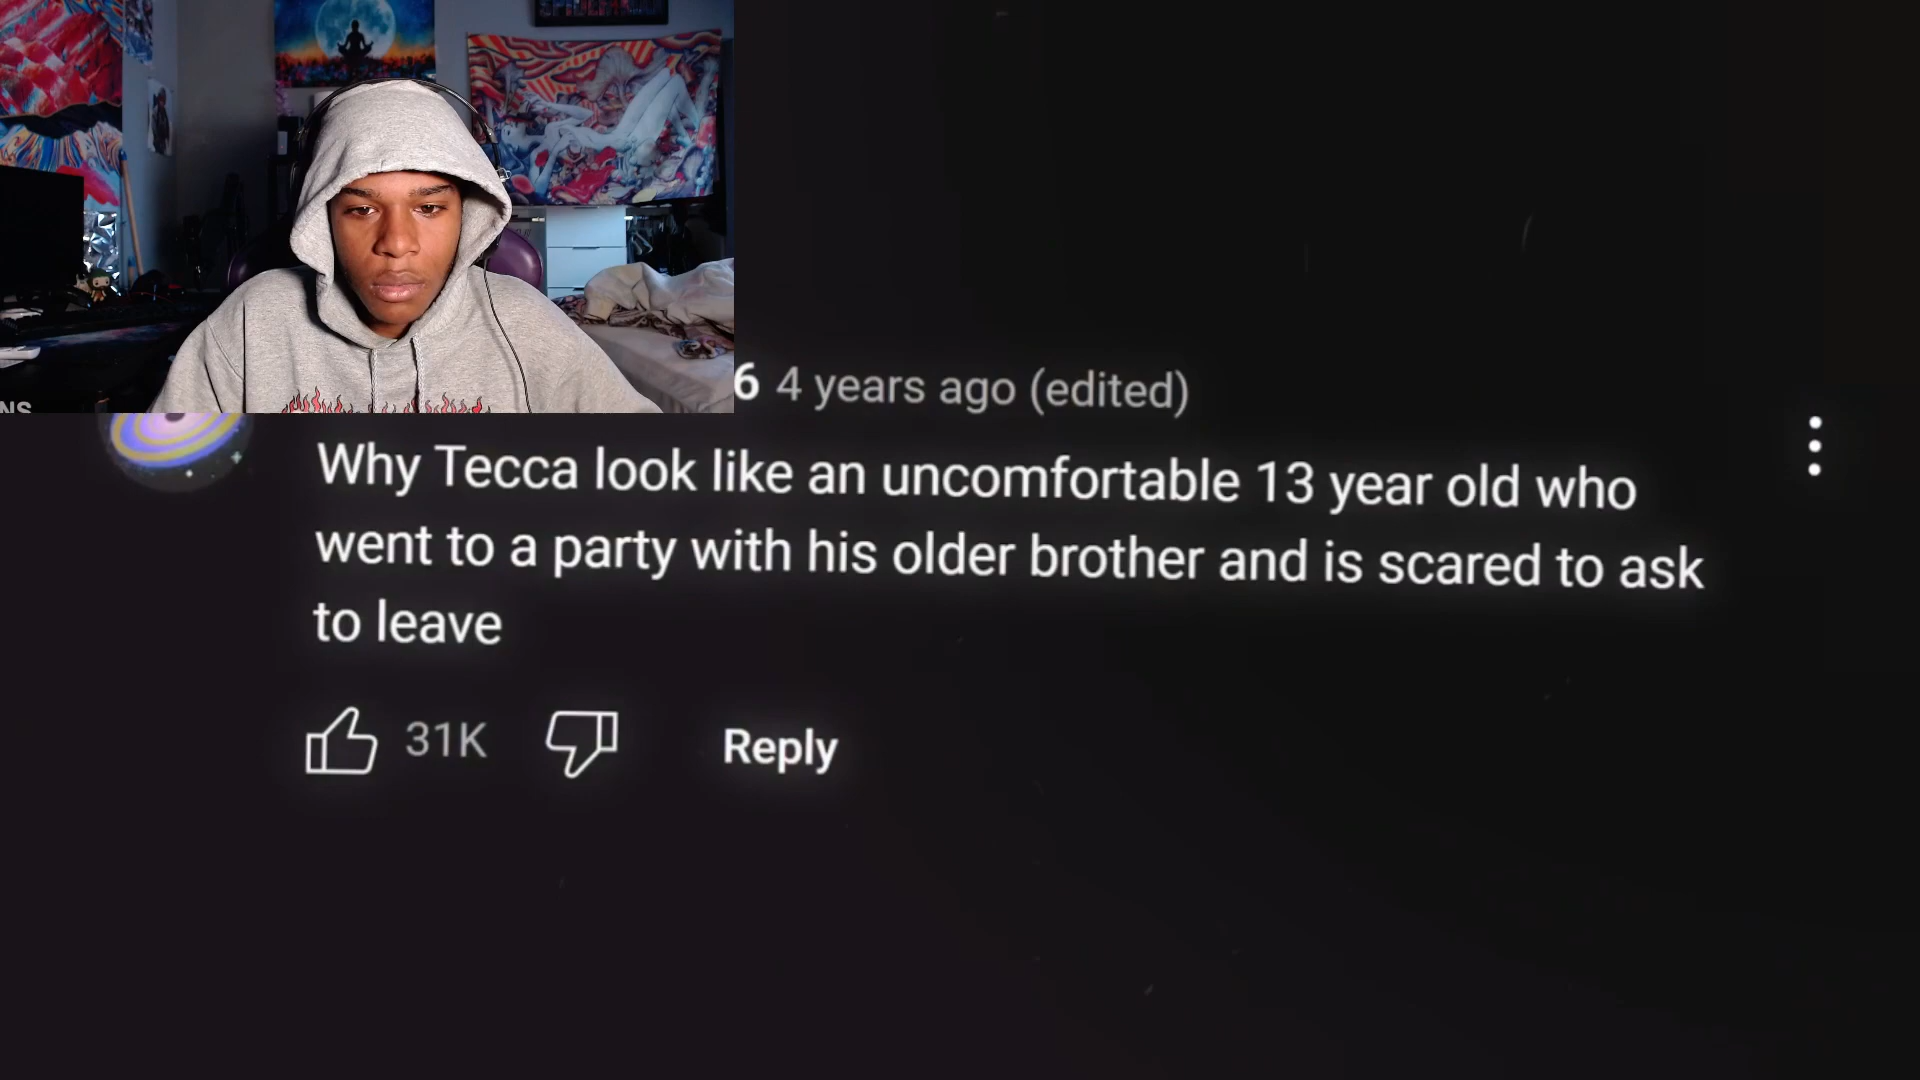 NS
6 4 years ago (edited)
Why Tecca look like an uncomfortable 13 year old who
went to a party with his older brother and is scared to ask
to leave
31K Reply